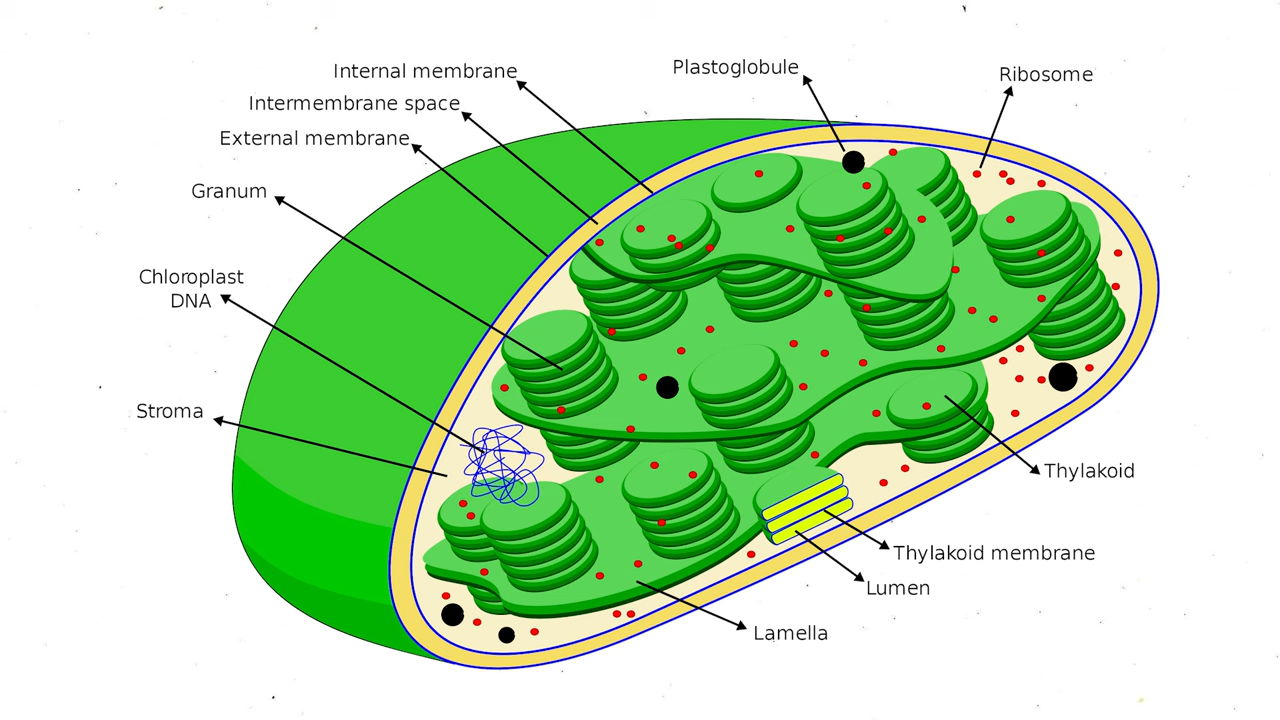 Internal membrane
Intermembrane space
External membrane
Granum
Chloroplast
DNA
Stroma
Plastoglobule
Ribosome
Thylakoid
Thylakoid membrane
Lumen
Lamella